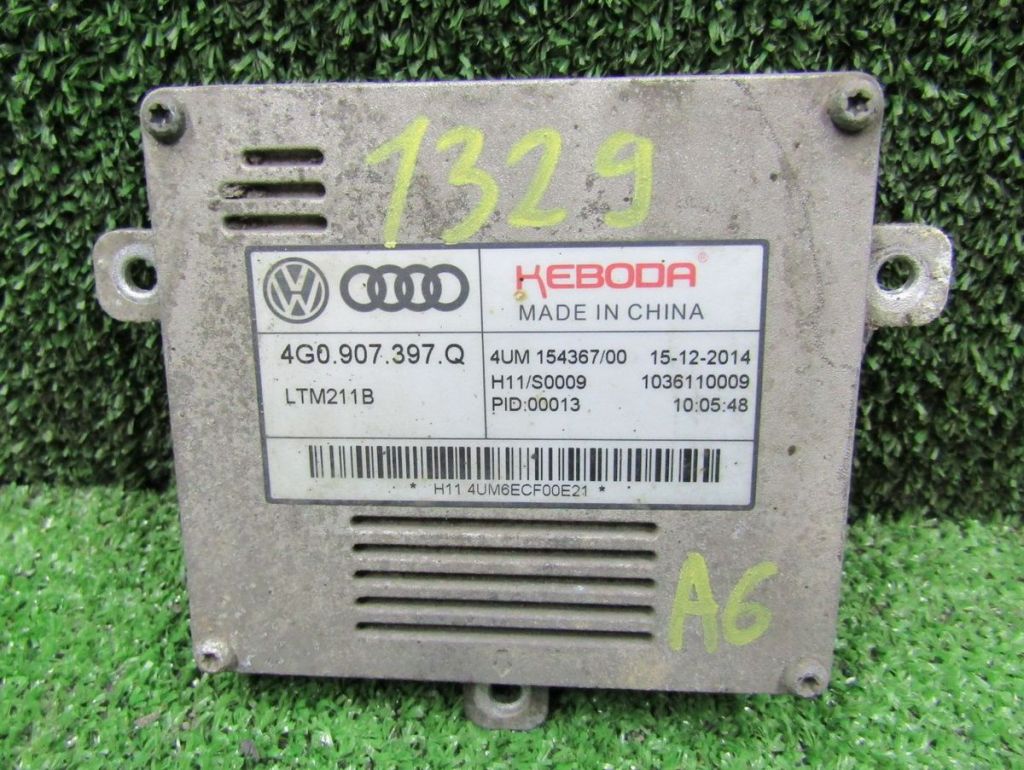 1329
KEBODA®
MADE IN CHINA
4G0.907.397.Q
LTM211B
4UM 154367/00 15-12-2014
H11/S0009 1036110009
PID:00013 10:05:48
* H11 4UM6ECF00E21 *
A6